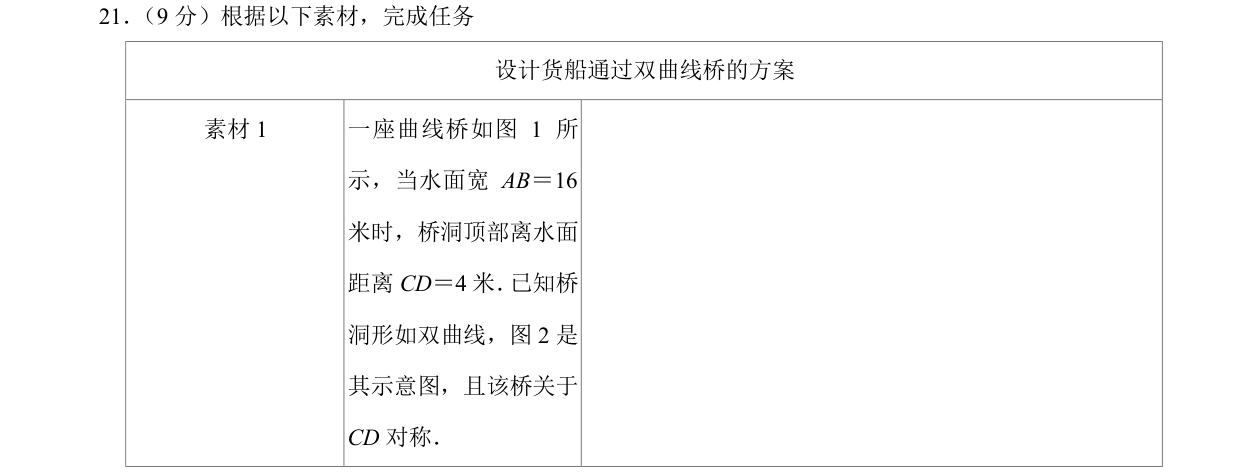 21.（9 分）根据以下素材，完成任务
设计货船通过双曲线桥的方案
素材 1
一座曲线桥如图 1 所
示，当水面宽 AB＝16
米时，桥洞顶部离水面
距离 CD＝4 米．已知桥
洞形如双曲线，图 2 是
其示意图，且该桥关于
CD 对称．